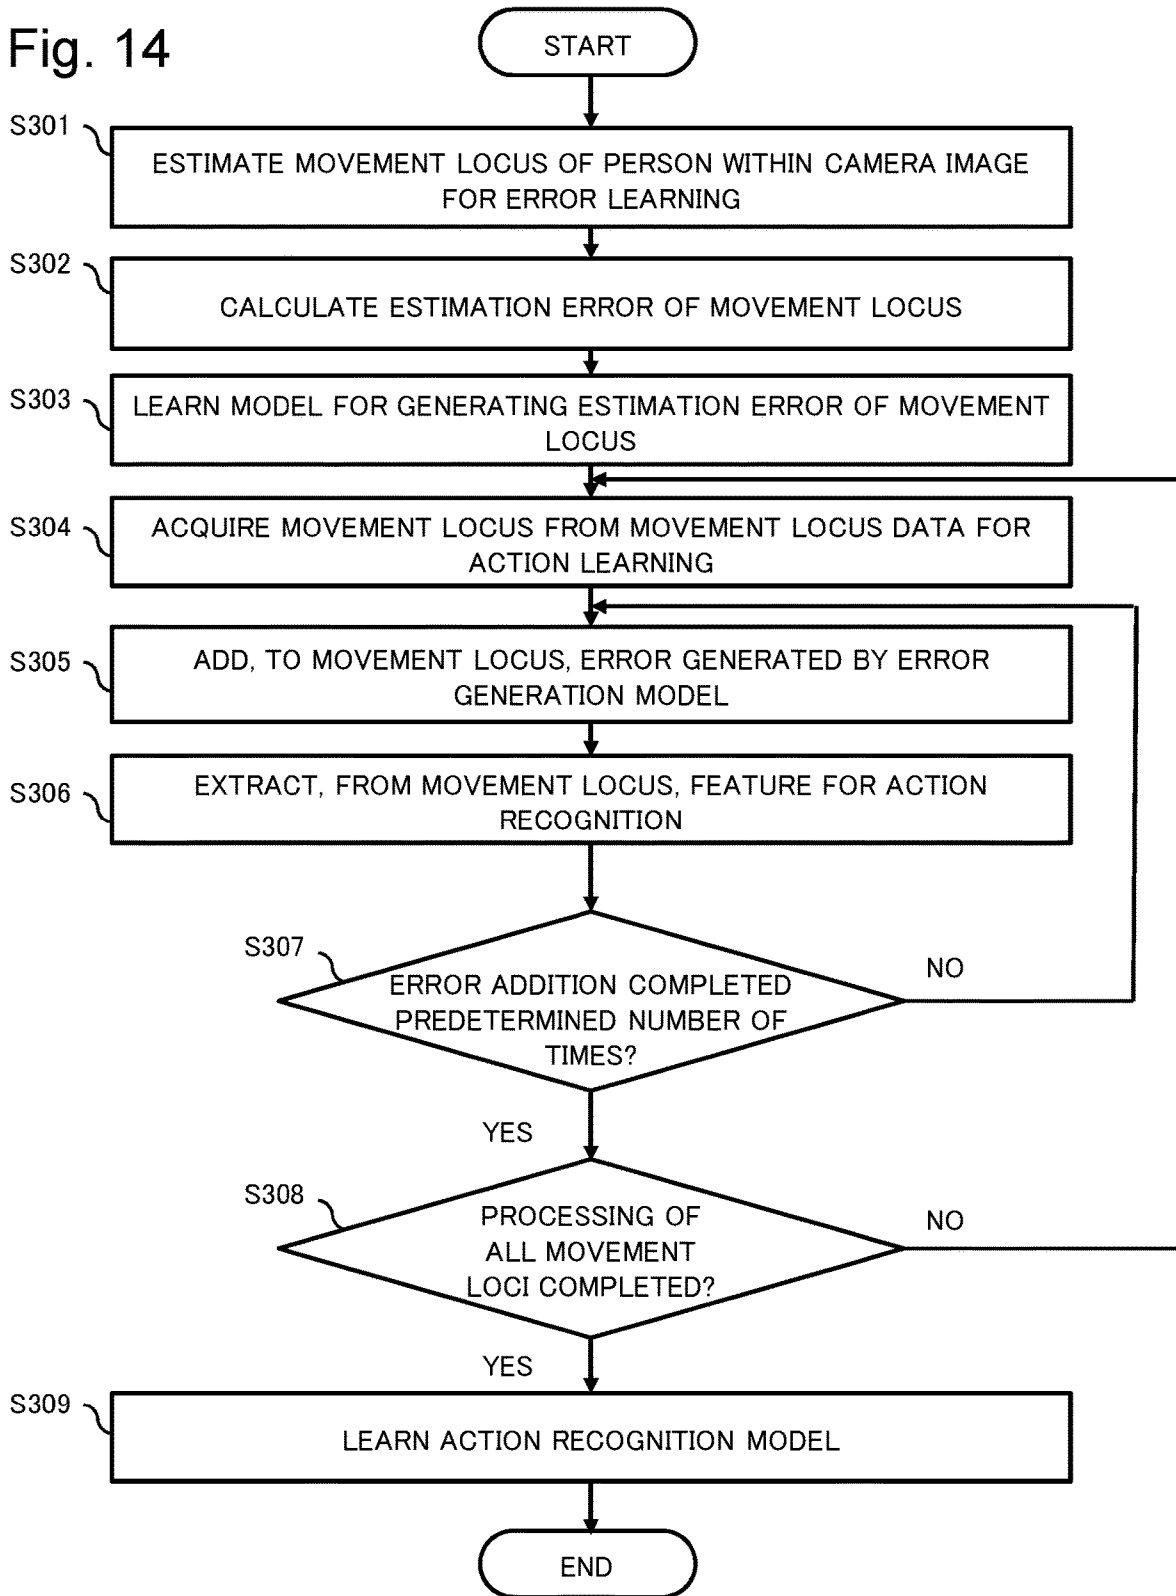 Fig. 14
START
S301
ESTIMATE MOVEMENT LOCUS OF PERSON WITHIN CAMERA IMAGE
FOR ERROR LEARNING
S302
CALCULATE ESTIMATION ERROR OF MOVEMENT LOCUS
S303
LEARN MODEL FOR GENERATING ESTIMATION ERROR OF MOVEMENT
LOCUS
S304
ACQUIRE MOVEMENT LOCUS FROM MOVEMENT LOCUS DATA FOR
ACTION LEARNING
S305
ADD, TO MOVEMENT LOCUS, ERROR GENERATED BY ERROR
GENERATION MODEL
S306
EXTRACT, FROM MOVEMENT LOCUS, FEATURE FOR ACTION
RECOGNITION
S307
ERROR ADDITION COMPLETED
PREDETERMINED NUMBER OF
TIMES?
NO
YES
S308
PROCESSING OF
ALL MOVEMENT
LOCI COMPLETED?
NO
YES
S309
LEARN ACTION RECOGNITION MODEL
END